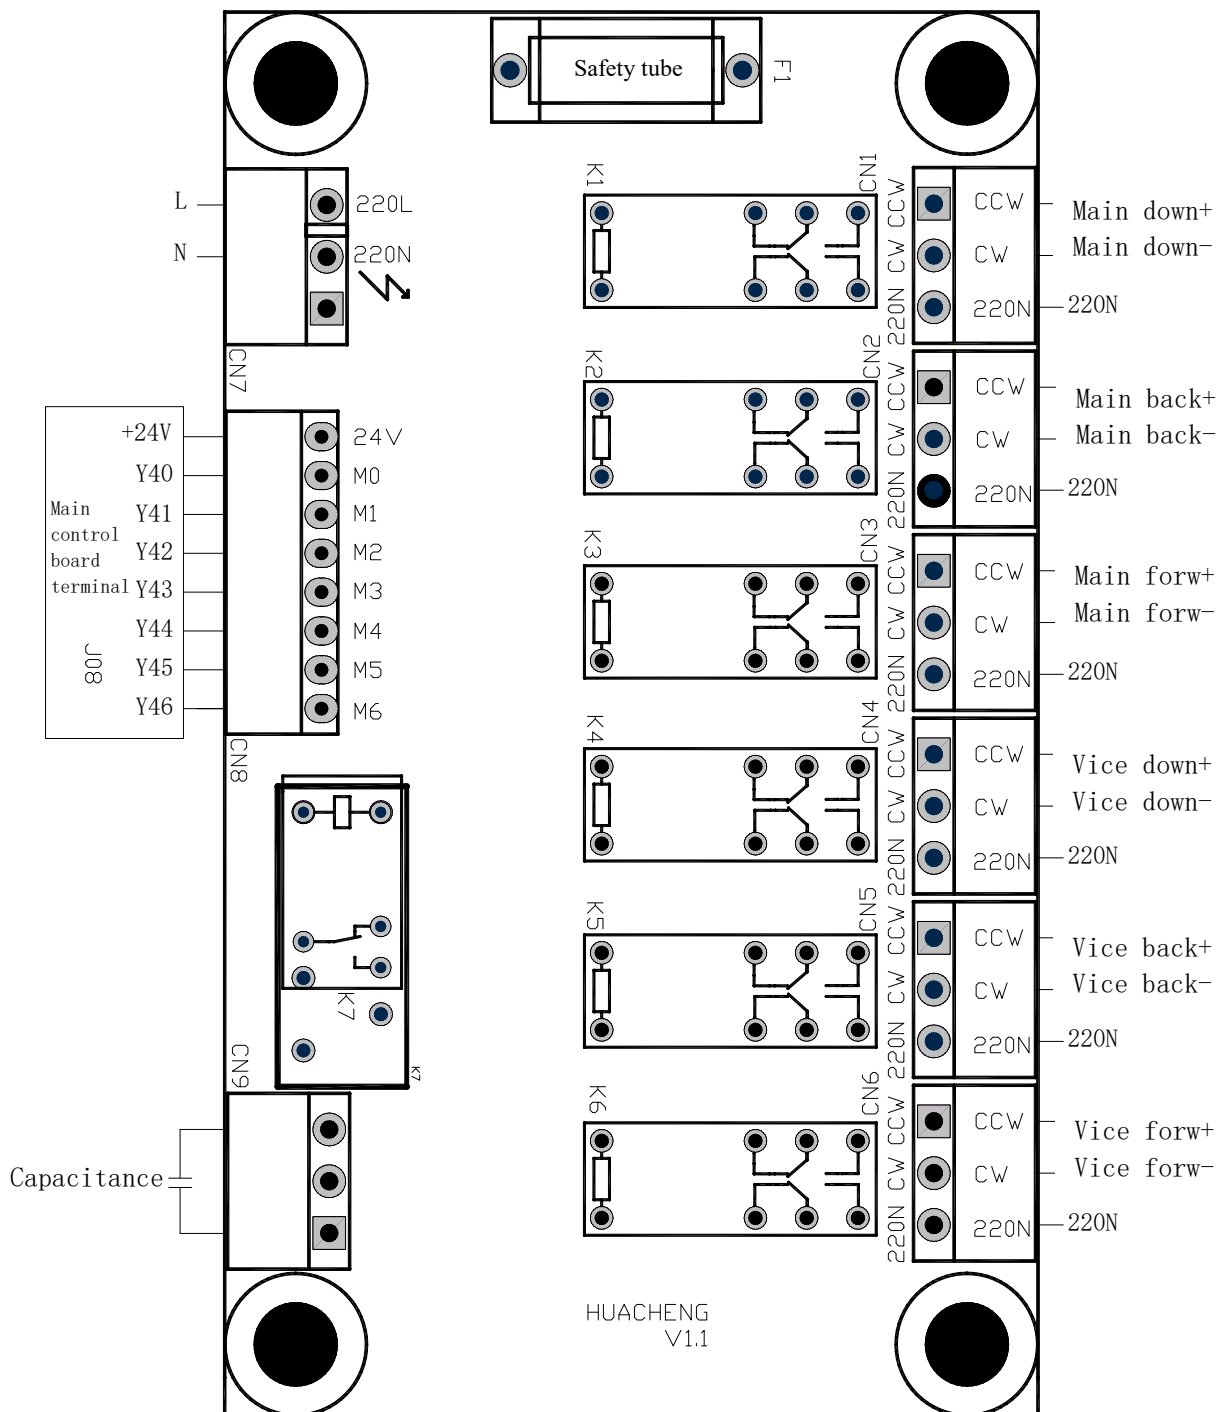 Safety tube
F1
L
220L
N
220N
CN7
+24V
24V
Y40
M0
Y41
M1
Y42
M2
Y43
M3
Y44
M4
Y45
M5
Y46
M6
Main
control
board
terminal
J08
CN8
K7
K7
CN9
Capacitance
K1
CN1
CCW
CW
220N
CCW
CW
220N
Main down+
Main down-
220N
K2
CN2
CCW
CW
220N
CCW
CW
220N
Main back+
Main back-
220N
K3
CN3
CCW
CW
220N
CCW
CW
220N
Main forw+
Main forw-
220N
K4
CN4
CCW
CW
220N
CCW
CW
220N
Vice down+
Vice down-
220N
K5
CN5
CCW
CW
220N
CCW
CW
220N
Vice back+
Vice back-
220N
K6
CN6
CCW
CW
220N
CCW
CW
220N
Vice forw+
Vice forw-
220N
HUACHENG
V1.1